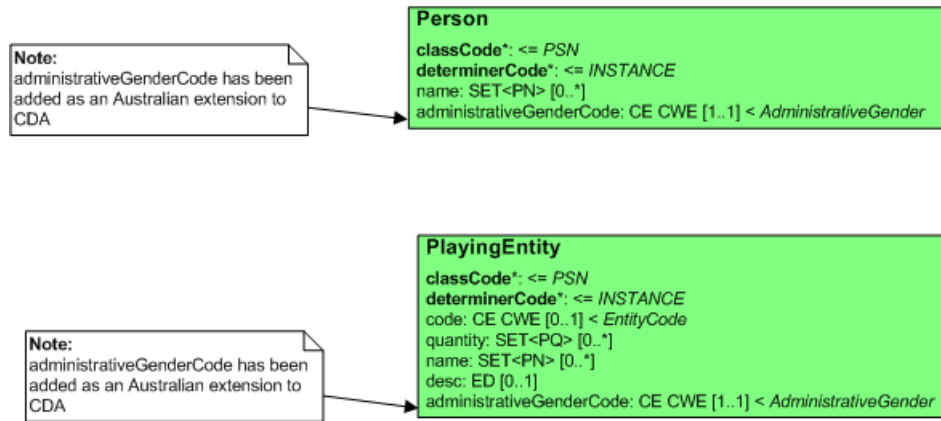 Note:
administrativeGenderCode has been
added as an Australian extension to
CDA
Person
classCode*: <= PSN
determinerCode*: <= INSTANCE
name: SET<PN> [0..*]
administrativeGenderCode: CE CWE [1..1] < AdministrativeGender
Note:
administrativeGenderCode has been
added as an Australian extension to
CDA
PlayingEntity
classCode*: <= PSN
determinerCode*: <= INSTANCE
code: CE CWE [0..1] < EntityCode
quantity: SET<PQ> [0..*]
name: SET<PN> [0..*]
desc: ED [0..1]
administrativeGenderCode: CE CWE [1..1] < AdministrativeGender